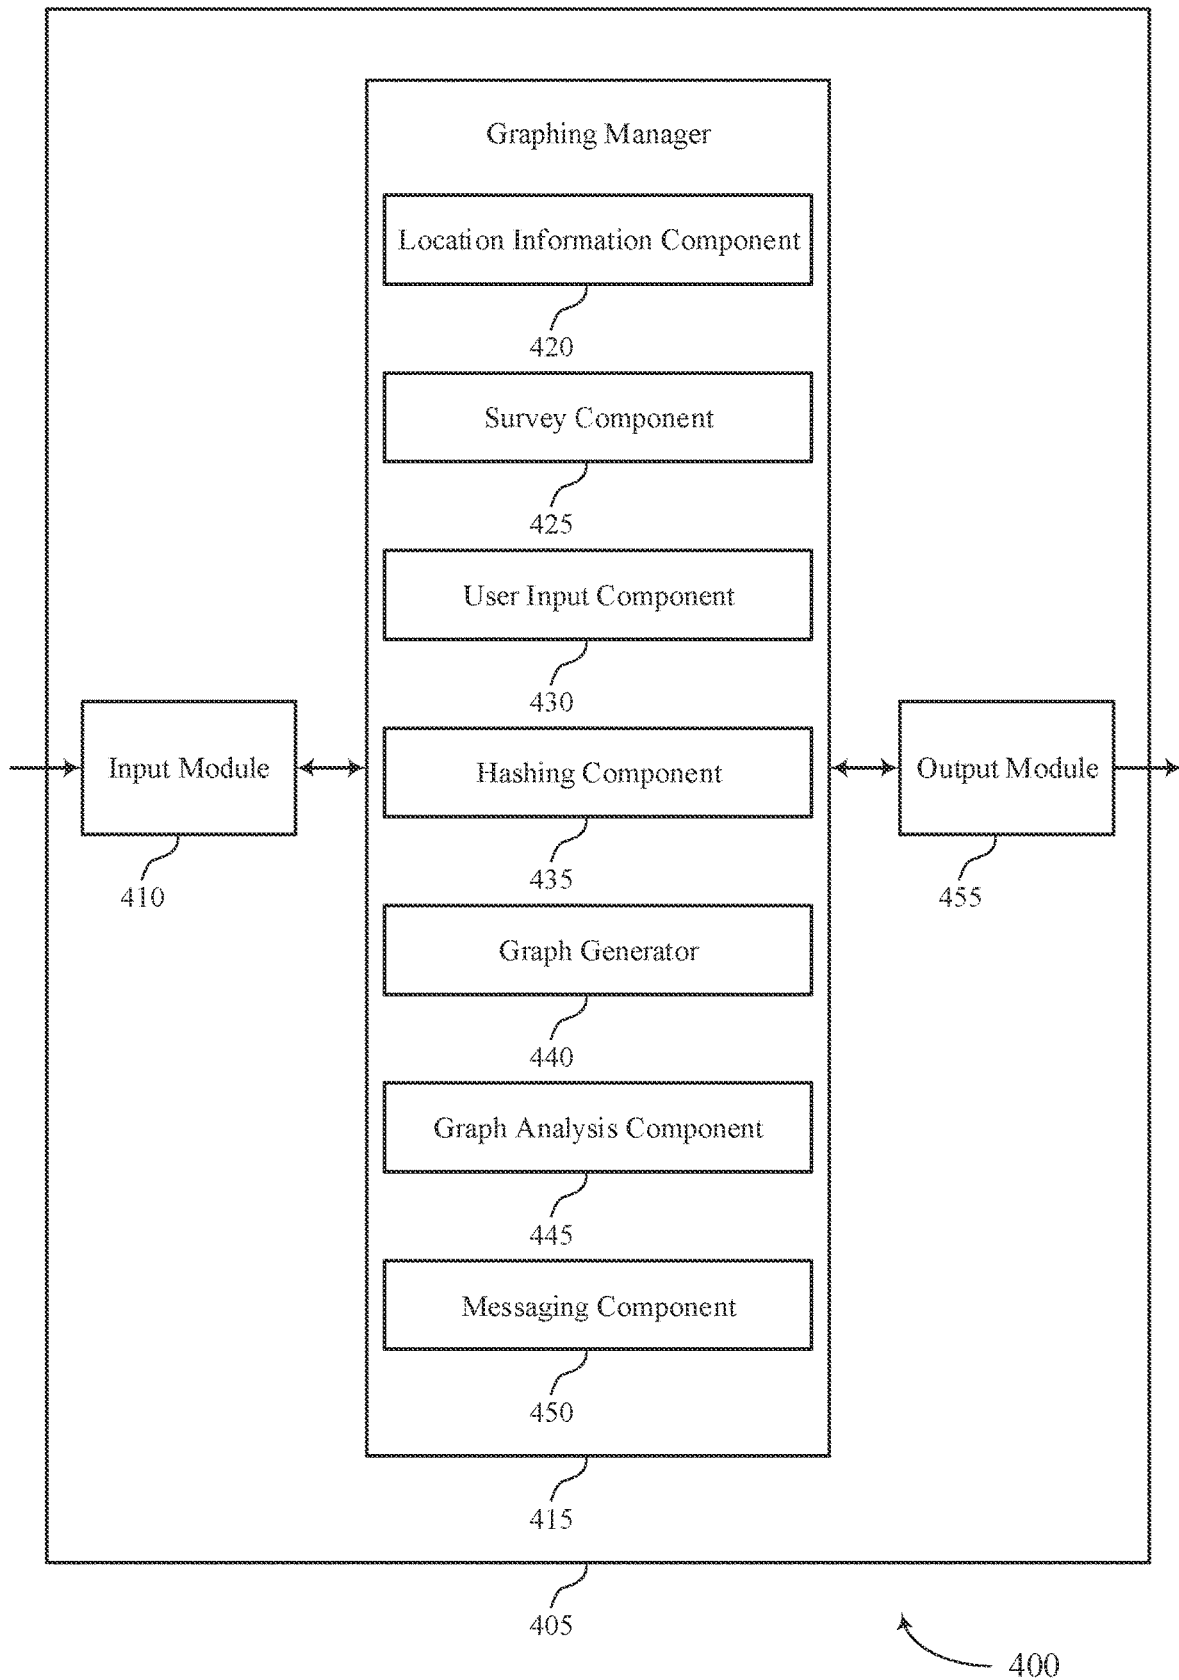 Graphing Manager
Location Information Component
420
Survey Component
425
User Input Component
430
Input Module
410
Hashing Component
435
Output Module
455
Graph Generator
440
Graph Analysis Component
445
Messaging Component
450
415
405
400